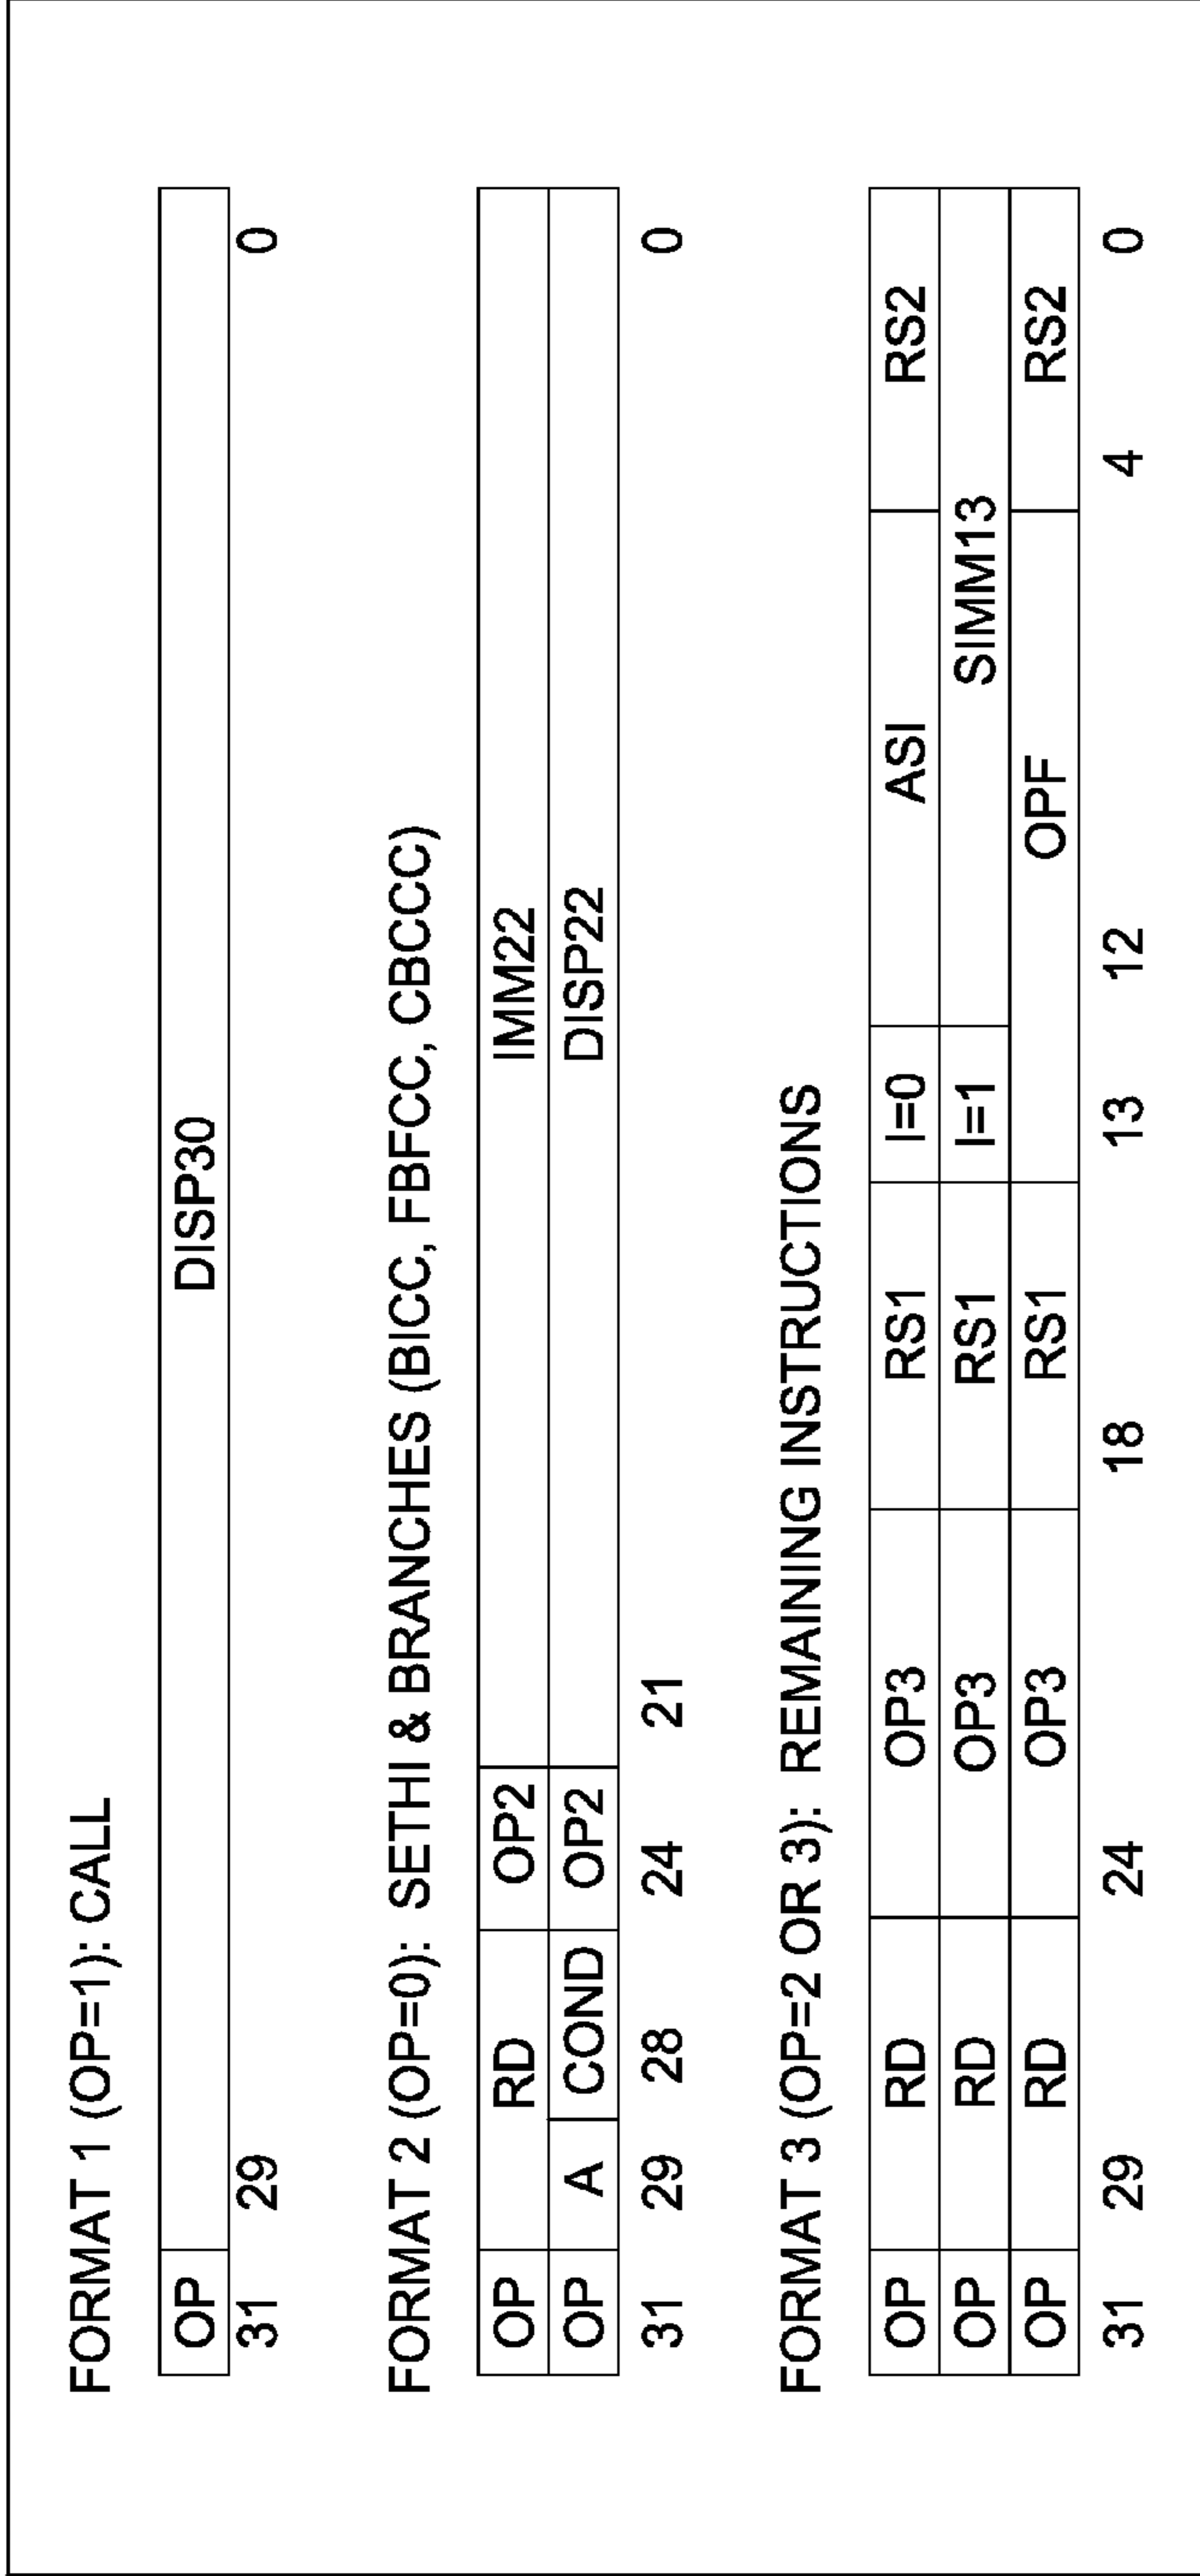 FORMAT 1 (OP=1): CALL
OP DISP30
31 29 0
FORMAT 2 (OP=0): SETHI & BRANCHES (BICC, FBFCC, CBCCC)
OP RD OP2 IMM22
OP A COND OP2 DISP22
31 29 28 24 21 0
FORMAT 3 (OP=2 OR 3): REMAINING INSTRUCTIONS
OP RD OP3 RS1 I=0 ASI RS2
OP RD OP3 RS1 I=1 SIMM13
OP RD OP3 RS1 OPF RS2
31 29 24 18 13 12 4 0